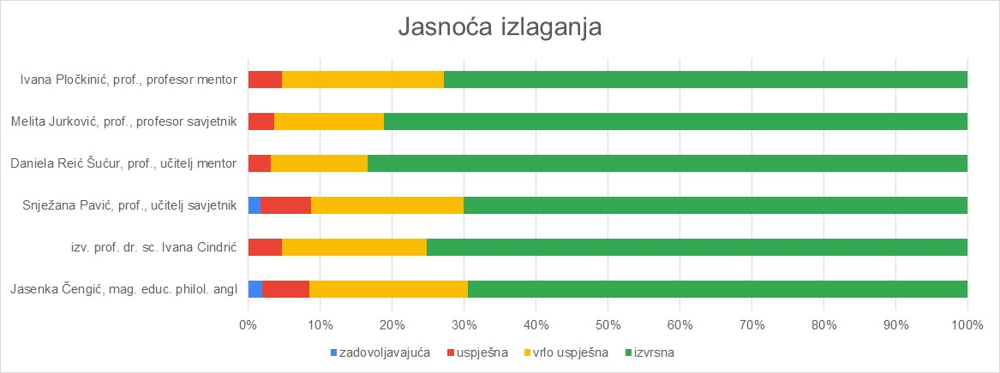 Jasnoća izlaganja
Ivana Pločkinić, prof., profesor mentor
Melita Jurković, prof., profesor savjetnik
Daniela Reić Šućur, prof., učitelj mentor
Snježana Pavić, prof., učitelj savjetnik
izv. prof. dr. sc. Ivana Cindrić
Jasenka Čengić, mag. educ. philol. angl
0% 10% 20% 30% 40% 50% 60% 70% 80% 90% 100%
zadovoljavajuća uspješna vrlo uspješna izvrsna